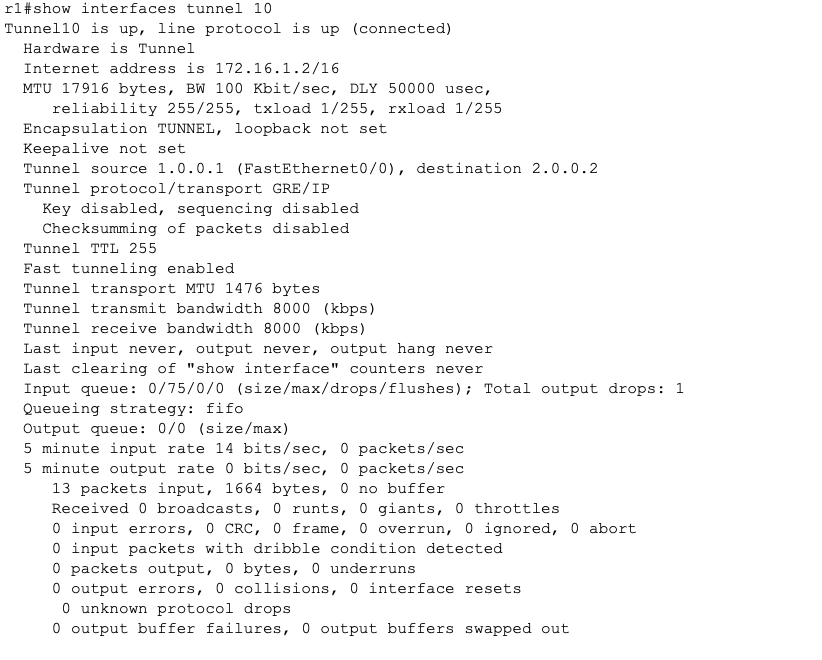 r1#show interfaces tunnel 10
Tunnel10 is up, line protocol is up (connected)
Hardware is Tunnel
Internet address is 172.16.1.2/16
MTU 17916 bytes, BW 100 Kbit/sec, DLY 50000 usec,
reliability 255/255, txload 1/255, rxload 1/255
Encapsulation TUNNEL, loopback not set
Keepalive not set
Tunnel source 1.0.0.1 (FastEthernet0/0), destination 2.0.0.2
Tunnel protocol/transport GRE/IP
Key disabled, sequencing disabled
Checksumming of packets disabled
Tunnel TTL 255
Fast tunneling enabled
Tunnel transport MTU 1476 bytes
Tunnel transmit bandwidth 8000 (kbps)
Tunnel receive bandwidth 8000 (kbps)
Last input never, output never, output hang never
Last clearing of "show interface" counters never
Input queue: 0/75/0/0 (size/max/drops/flushes); Total output drops: 1
Queueing strategy: fifo
Output queue: 0/0 (size/max)
5 minute input rate 14 bits/sec, 0 packets/sec
5 minute output rate 0 bits/sec, 0 packets/sec
13 packets input, 1664 bytes, 0 no buffer
Received 0 broadcasts, 0 runts, 0 giants, 0 throttles
0 input errors, 0 CRC, 0 frame, 0 overrun, 0 ignored, 0 abort
0 input packets with dribble condition detected
0 packets output, 0 bytes, 0 underruns
0 output errors, 0 collisions, 0 interface resets
0 unknown protocol drops
0 output buffer failures, 0 output buffers swapped out